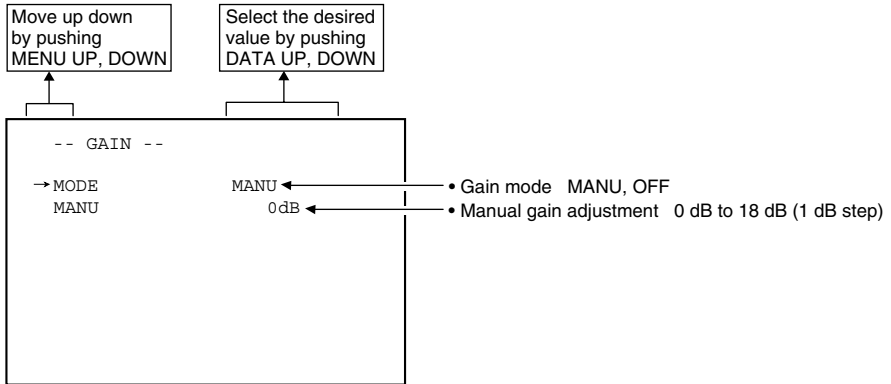 Move up down
by pushing
MENU UP, DOWN
Select the desired
value by pushing
DATA UP, DOWN
-- GAIN --
→MODE MANU
• Gain mode MANU, OFF
MANU 0dB
• Manual gain adjustment 0 dB to 18 dB (1 dB step)